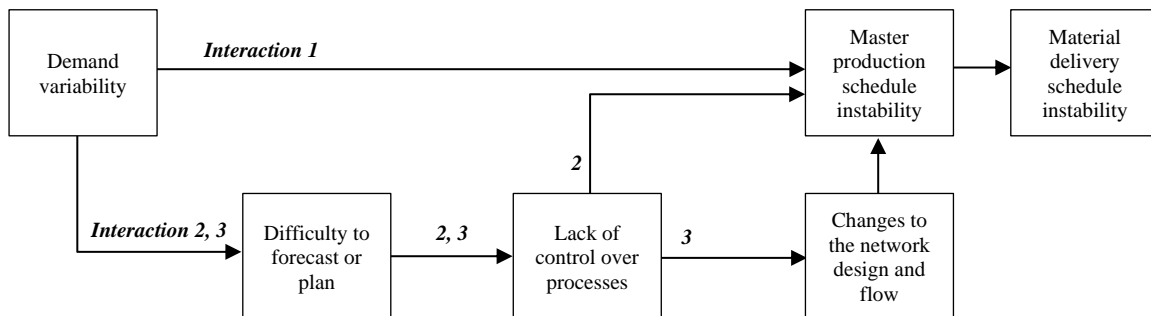 Demand
variability
Interaction 1
Master
production
schedule
instability
Material
delivery
schedule
instability
2
Interaction 2, 3
Difficulty to
forecast or
plan
2, 3
Lack of
control over
processes
3
Changes to
the network
design and
flow